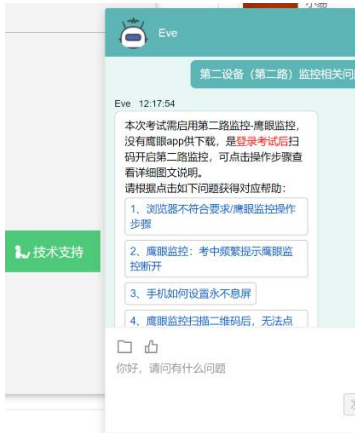 Eve
第二设备（第二路）监控相关问
Eve 12:17:54
本次考试需启用第二路监控-鹰眼监控，
没有鹰眼app供下载，是登录考试后扫
码开启第二路监控，可点击操作步骤查
看详细图文说明。
请根据点击如下问题获得对应帮助：
1、浏览器不符合要求/鹰眼监控操作
步骤
技术支持
2、鹰眼监控：考中频繁提示鹰眼监
控断开
3、手机如何设置永不息屏
4、鹰眼监控扫描二维码后，无法点
你好，请问有什么问题